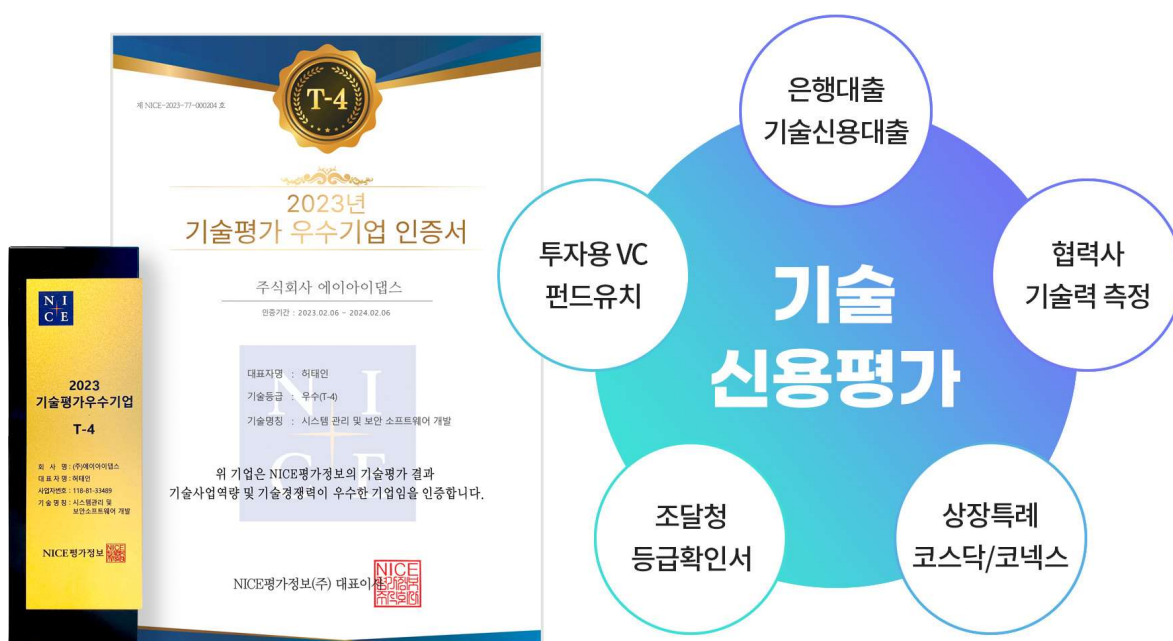 제 NICE-2023-77-000204 호
T-4
2023년
기술평가 우수기업 인증서
주식회사 에이아이댑스
인증기간 : 2023.02.06 ~ 2024.02.06
대표자명 : 허태인
기술등급 : 우수(T-4)
기술명칭 : 시스템 관리 및 보안 소프트웨어 개발
NICE
위 기업은 NICE평가정보의 기술평가 결과
기술사업역량 및 기술경쟁력이 우수한 기업임을 인증합니다.
NICE평가정보(주) 대표이사
NI
CE
2023
기술평가우수기업
T-4
회 사 명 : (주)에이아이댑스
대 표 자 명 : 허태인
사업자번호 : 118-81-33489
기 술 명 칭 : 시스템관리 및
보안소프트웨어 개발
NICE평가정보
은행대출
기술신용대출
투자용 VC
펀드유치
협력사
기술력 측정
기술
신용평가
조달청
등급확인서
상장특례
코스닥/코넥스